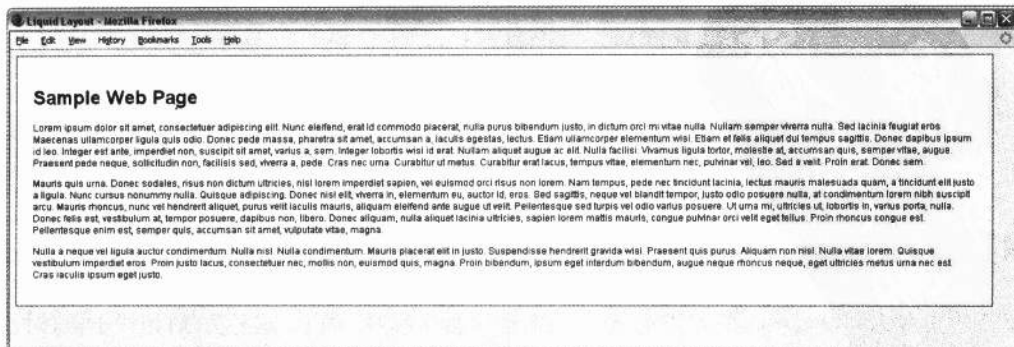 Liquid Layout - Mozilla Firefox
File Edit View History Bookmarks Tools Help
Sample Web Page
Lorem ipsum dolor sit amet, consectetuer adipiscing elit. Nunc eleifend, erat id commodo placerat, nulla purus bibendum justo, in dictum orci mi vitae nulla. Nullam semper viverra nulla. Sed lacinia feugiat eros
Maecenas ullamcorper ligula quis odio. Donec pede massa, pharetra sit amet, accumsan a, iaculis egestas, lectus. Etiam ullamcorper elementum wisi. Etiam et felis aliquet dui tempus sagittis. Donec dapibus ipsum
id leo. Integer est ante, imperdiet non, suscipit sit amet, varius a, sem. Integer lobortis wisi id erat. Nullam aliquet augue ac elit. Nulla facilisi. Vivamus ligula tortor, molestie at, accumsan quis, semper vitae, augue.
Praesent pede neque, sollicitudin non, facilisis sed, viverra a, pede. Cras nec urna. Curabitur ut metus. Curabitur erat lacus, tempus vitae, elementum nec, pulvinar vel, leo. Sed a velit. Proin erat. Donec sem.
Mauris quis urna. Donec sodales, risus non dictum ultricies, nisl lorem imperdiet sapien, vel euismod orci risus non lorem. Nam tempus, pede nec tincidunt lacinia, lectus mauris malesuada quam, a tincidunt elit justo
a ligula. Nunc cursus nonummy nulla. Quisque adipiscing. Donec nisl elit, viverra in, elementum eu, auctor id, eros. Sed sagittis, neque vel blandit tempor, justo odio posuere nulla, at condimentum lorem nibh suscipit
arcu. Mauris rhoncus, nunc vel hendrerit aliquet, purus velit iaculis mauris, aliquam eleifend ante augue ut velit. Pellentesque sed turpis vel odio varius posuere. Ut urna mi, ultricies ut, lobortis in, varius porta, nulla.
Donec felis est, vestibulum at, tempor posuere, dapibus non, libero. Donec aliquam, nulla aliquet lacinia ultricies, sapien lorem mattis mauris, congue pulvinar orci velit eget tellus. Proin rhoncus congue est.
Pellentesque enim est, semper quis, accumsan sit amet, vulputate vitae, magna.
Nulla a neque vel ligula auctor condimentum. Nulla nisl. Nulla condimentum. Mauris placerat elit in justo. Suspendisse hendrerit gravida wisi. Praesent quis purus. Aliquam non nisl. Nulla vitae lorem. Quisque
vestibulum imperdiet eros. Proin justo lacus, consectetuer nec, mollis non, euismod quis, magna. Proin bibendum, ipsum eget interdum bibendum, augue neque rhoncus neque, eget ultricies metus urna nec est.
Cras iaculis ipsum eget justo.